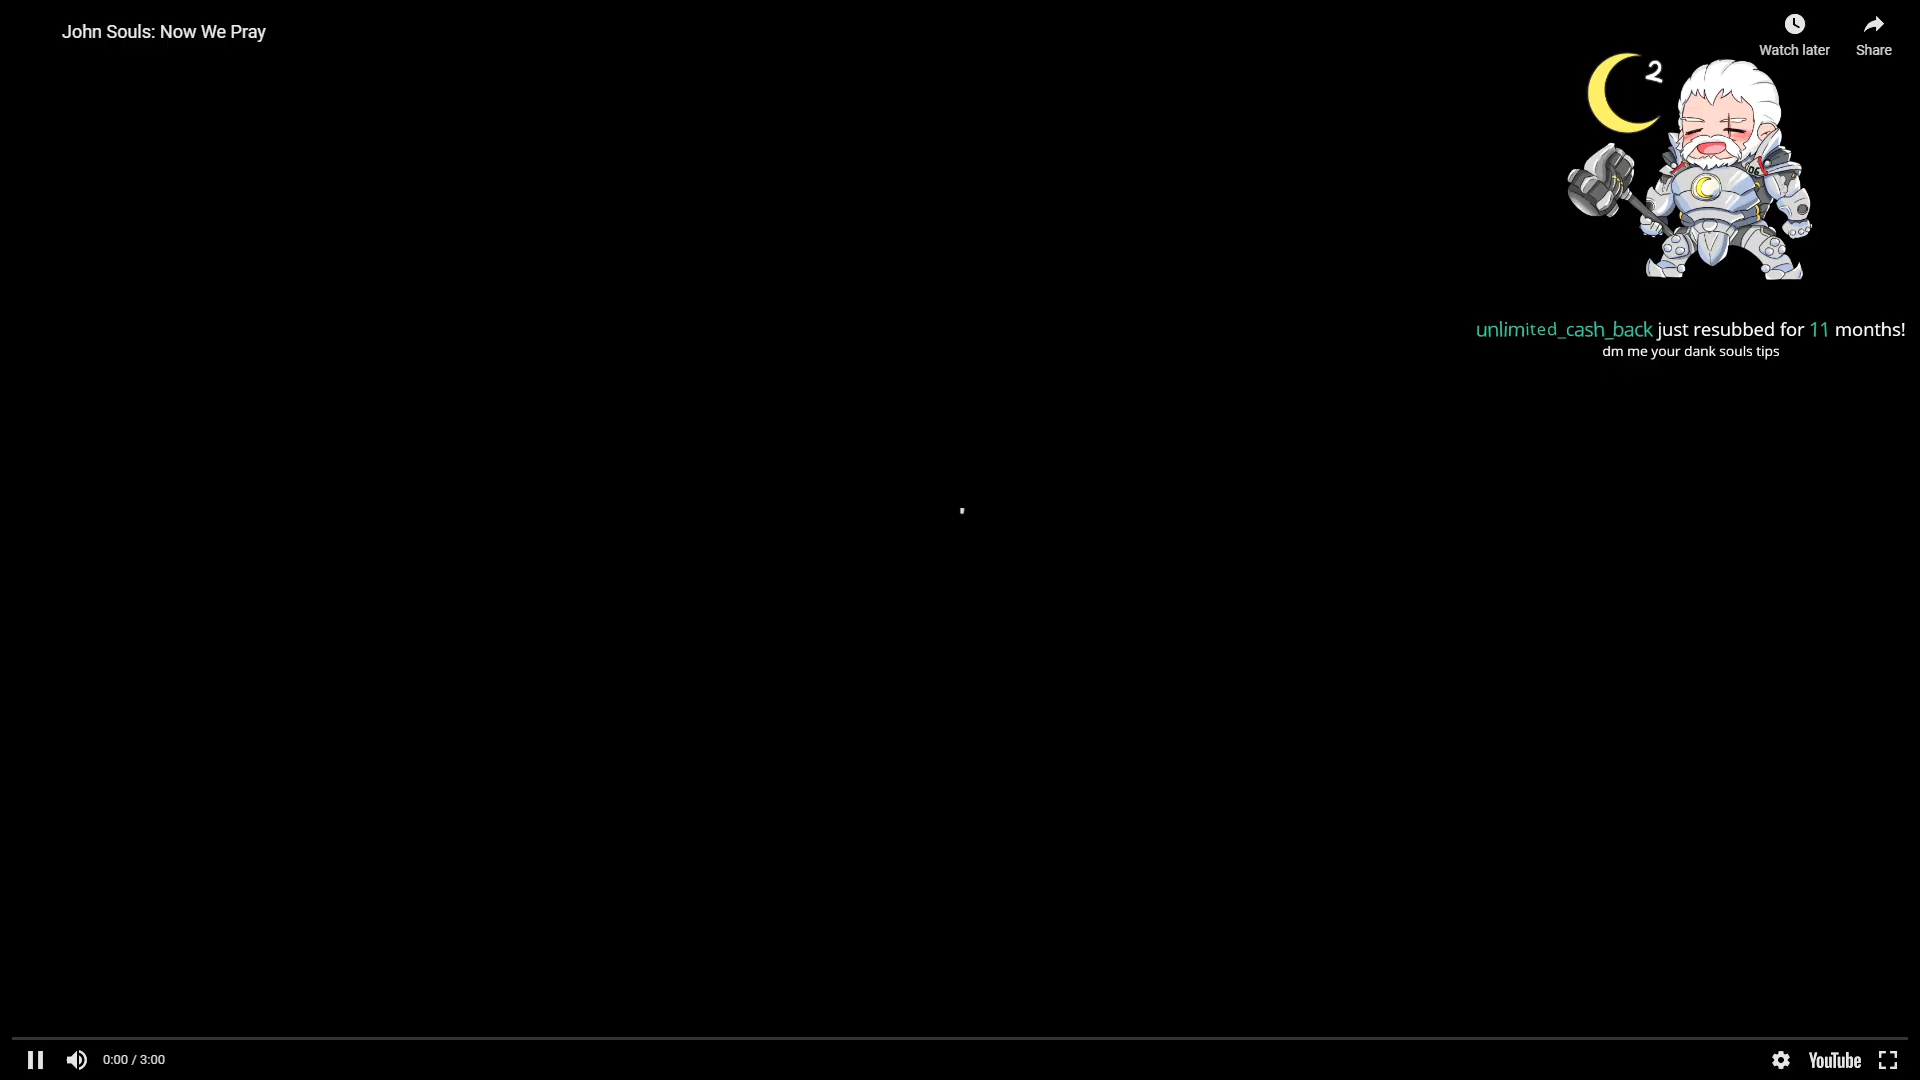 John Souls: Now We Pray
Watch later
Share
2
unlimited_cash_back just resubbed for 11 months!
dm me your dank souls tips
0:00 / 3:00
YouTube